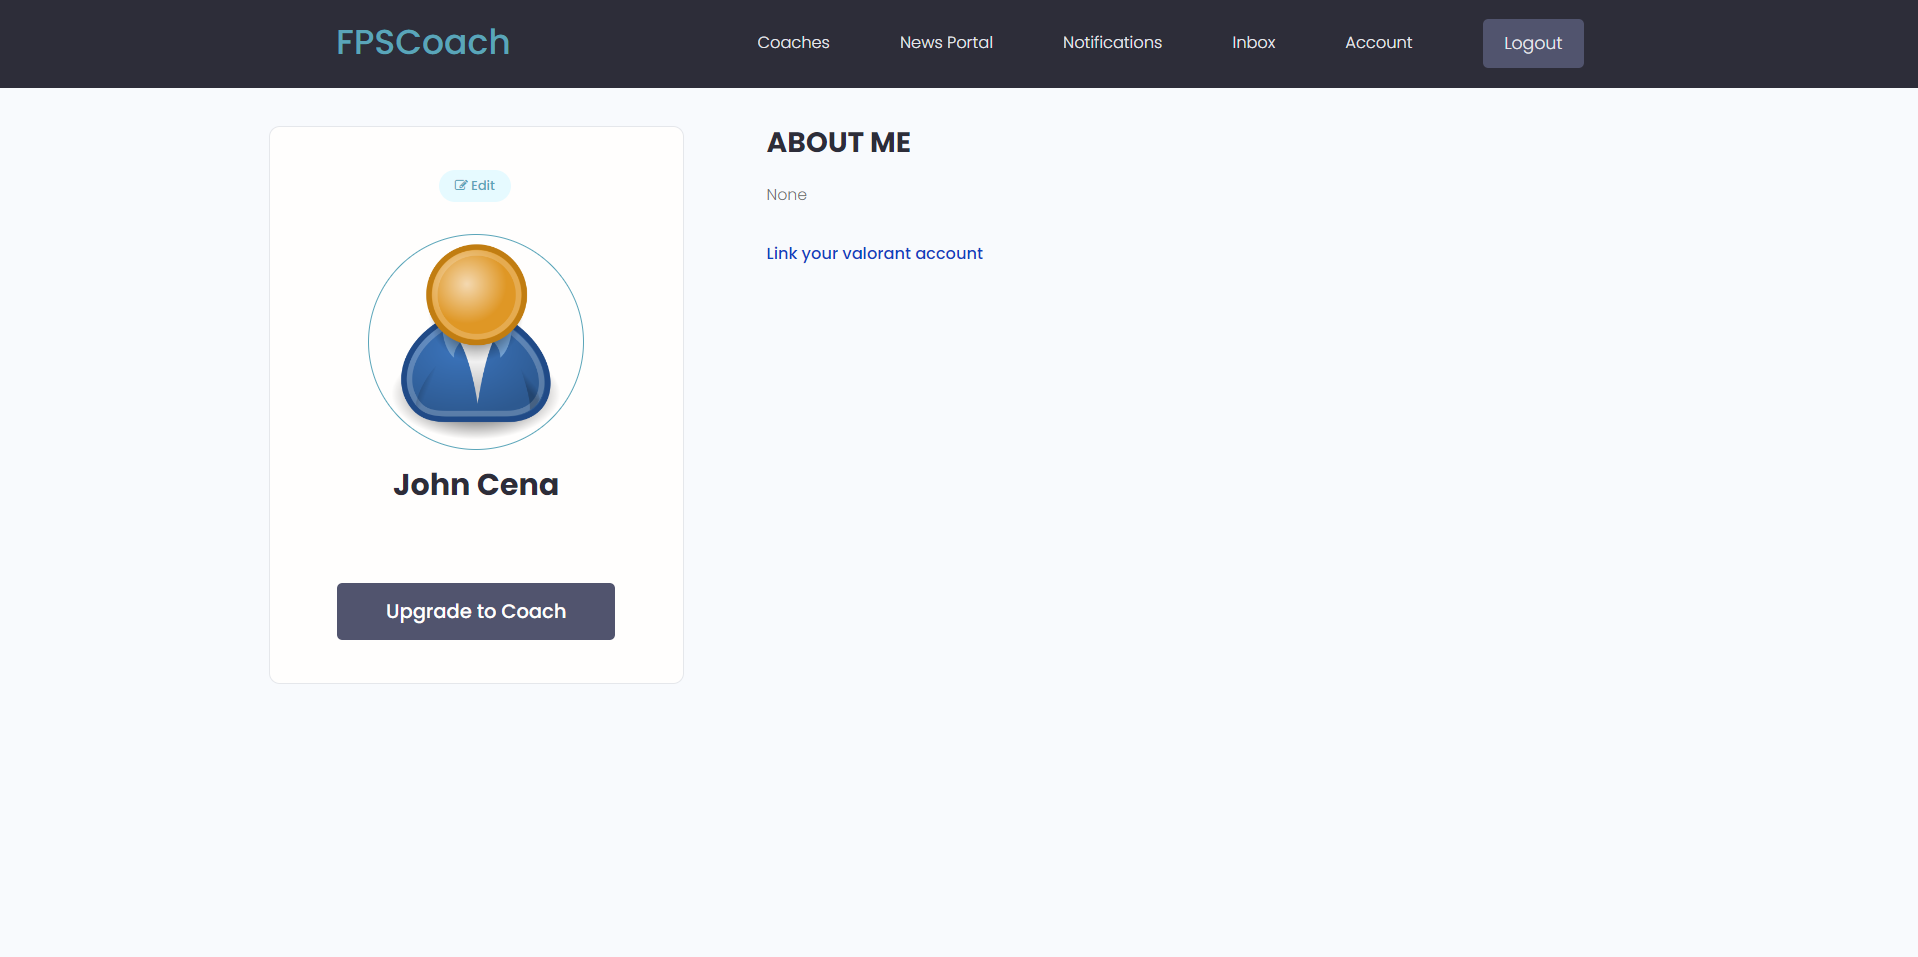 FPSCoach
Coaches
News Portal
Notifications
Inbox
Account
Logout
Edit
John Cena
Upgrade to Coach
ABOUT ME
None
Link your valorant account